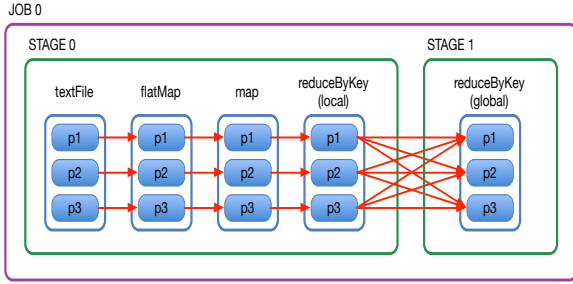 JOB 0
STAGE 0
STAGE 1
textFile
flatMap
map
reduceByKey
(local)
reduceByKey
(global)
p1
p1
p1
p1
p1
p2
p2
p2
p2
p2
p3
p3
p3
p3
p3